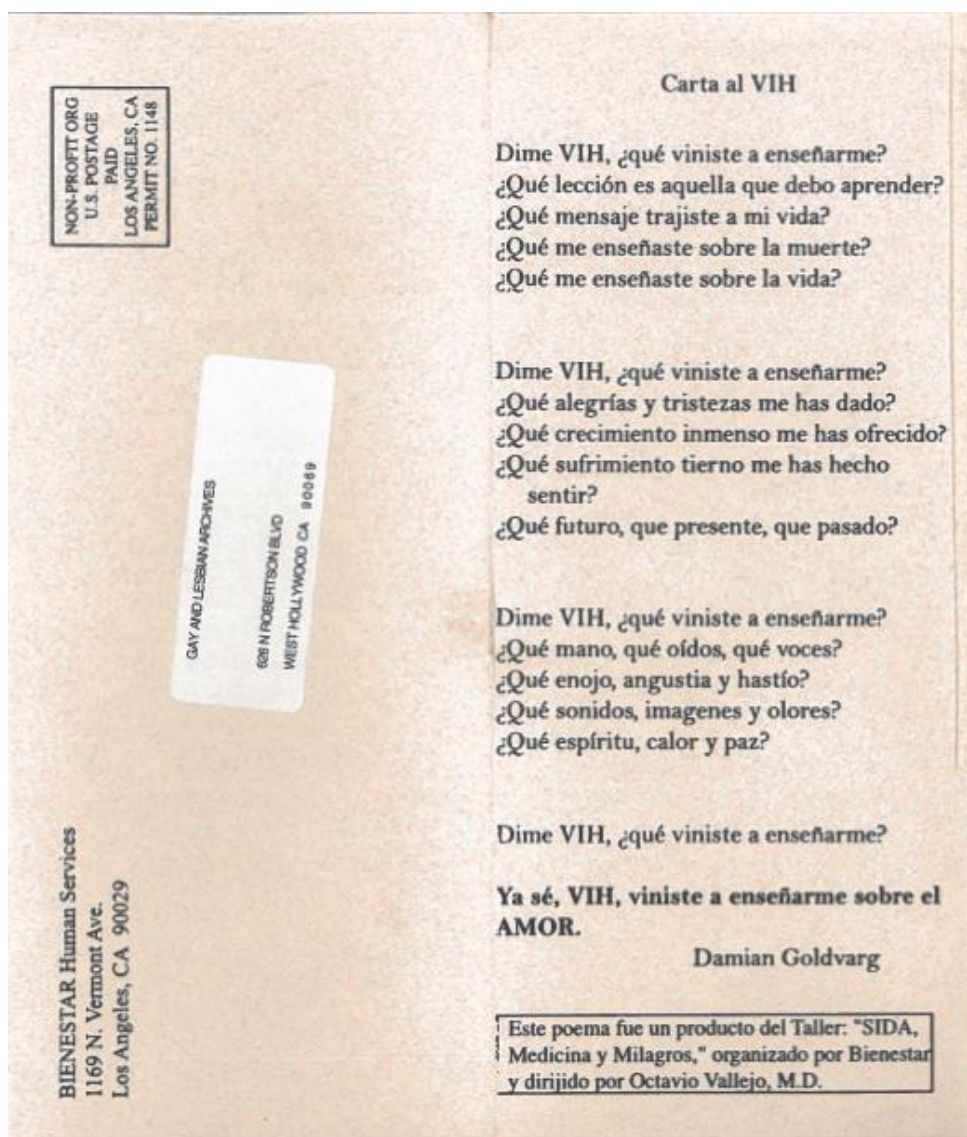 NON-PROFIT ORG
U.S. POSTAGE
PAID
LOS ANGELES, CA
PERMIT NO. 1148
GAY AND LESBIAN ARCHIVES
626 N ROBERTSON BLVD
WEST HOLLYWOOD CA 90069
BIENESTAR Human Services
1169 N. Vermont Ave.
Los Angeles, CA 90029
Carta al VIH
Dime VIH, ¿qué viniste a enseñarme?
¿Qué lección es aquella que debo aprender?
¿Qué mensaje trajiste a mi vida?
¿Qué me enseñaste sobre la muerte?
¿Qué me enseñaste sobre la vida?
Dime VIH, ¿qué viniste a enseñarme?
¿Qué alegrías y tristezas me has dado?
¿Qué crecimiento inmenso me has ofrecido?
¿Qué sufrimiento tierno me has hecho
sentir?
¿Qué futuro, que presente, que pasado?
Dime VIH, ¿qué viniste a enseñarme?
¿Qué mano, qué oídos, qué voces?
¿Qué enojo, angustia y hastío?
¿Qué sonidos, imagenes y olores?
¿Qué espíritu, calor y paz?
Dime VIH, ¿qué viniste a enseñarme?
Ya sé, VIH, viniste a enseñarme sobre el
AMOR.
Damian Goldvarg
Este poema fue un producto del Taller: "SIDA,
Medicina y Milagros," organizado por Bienestar
y dirijido por Octavio Vallejo, M.D.